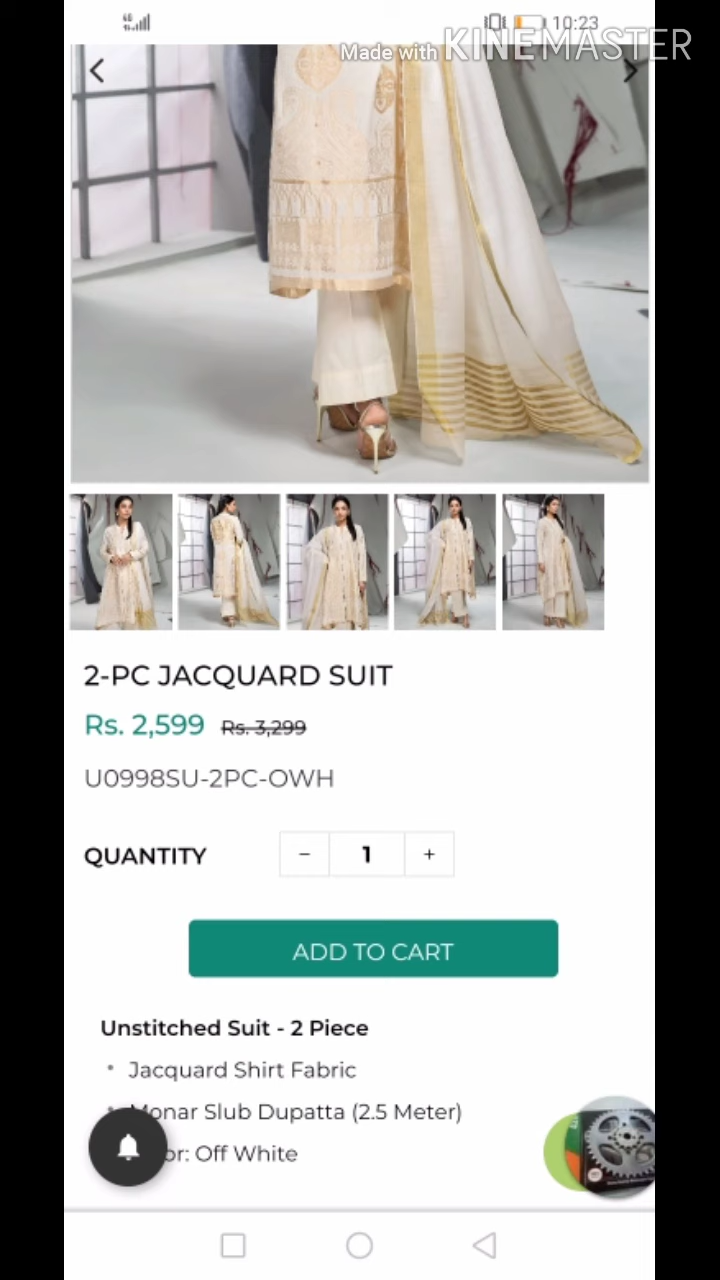 10:23
Made with KINEMASTER
2-PC JACQUARD SUIT
Rs. 2,599 Rs. 3,299
U0998SU-2PC-OWH
QUANTITY − 1 +
ADD TO CART
Unstitched Suit - 2 Piece
• Jacquard Shirt Fabric
Monar Slub Dupatta (2.5 Meter)
or: Off White